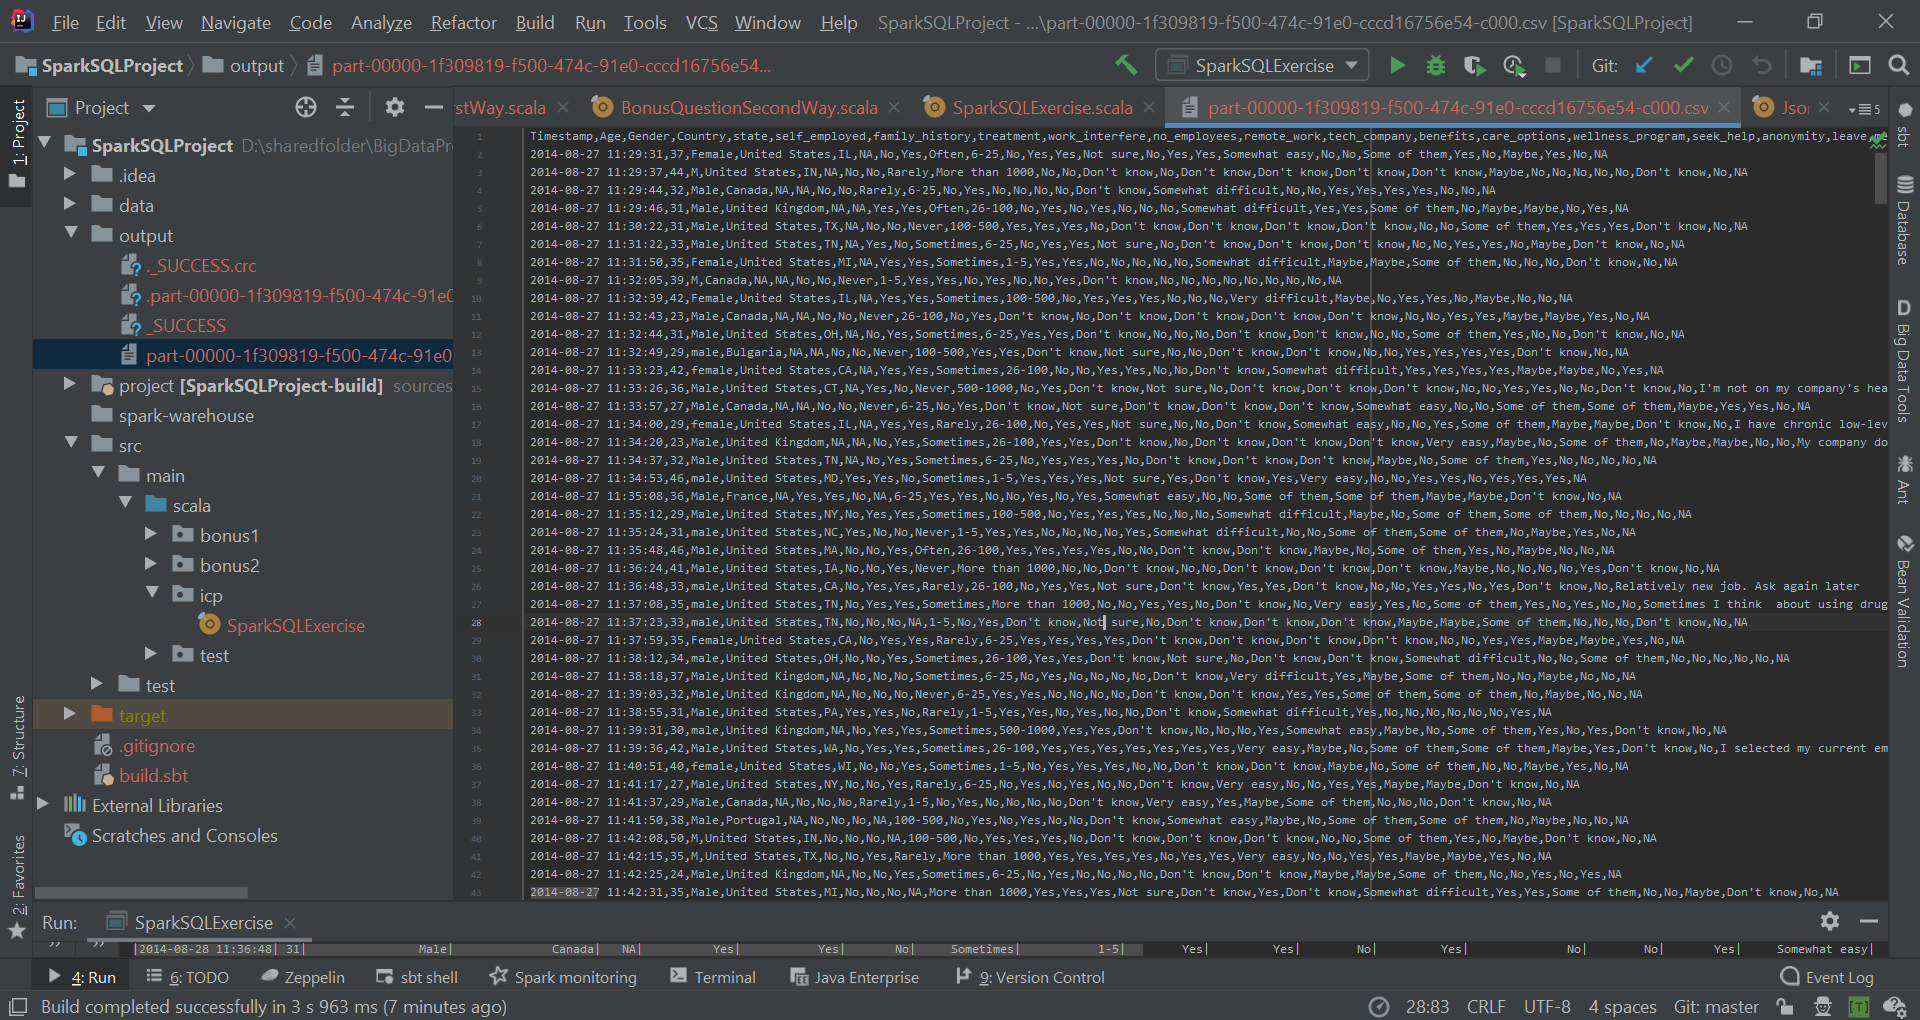 File Edit View Navigate Code Analyze Refactor Build Run Tools VCS Window Help SparkSQLProject - ...\part-00000-1f309819-f500-474c-91e0-cccd16756e54-c000.csv [SparkSQLProject]
SparkSQLProject output part-00000-1f309819-f500-474c-91e0-cccd16756e54... SparkSQLExercise Git:
Project stWay.scala BonusQuestionSecondWay.scala SparkSQLExercise.scala part-00000-1f309819-f500-474c-91e0-cccd16756e54-c000.csv Jso 5
1: Project
SparkSQLProject D:\sharedfolder\BigDataPr
.idea
data
output
._SUCCESS.crc
.part-00000-1f309819-f500-474c-91e0
_SUCCESS
part-00000-1f309819-f500-474c-91e0
project [SparkSQLProject-build] sources
spark-warehouse
src
main
scala
bonus1
bonus2
icp
SparkSQLExercise
test
test
target
.gitignore
build.sbt
External Libraries
Scratches and Consoles
7: Structure
2: Favorites
1 Timestamp,Age,Gender,Country,state,self_employed,family_history,treatment,work_interfere,no_employees,remote_work,tech_company,benefits,care_options,wellness_program,seek_help,anonymity,leave
2 2014-08-27 11:29:31,37,Female,United States,IL,NA,No,Yes,Often,6-25,No,Yes,Yes,Not sure,No,Yes,Yes,Somewhat easy,No,No,Some of them,Yes,No,Maybe,Yes,No,NA
3 2014-08-27 11:29:37,44,M,United States,IN,NA,No,No,Rarely,More than 1000,No,No,Don't know,No,Don't know,Don't know,Don't know,Don't know,Maybe,No,No,No,No,No,Don't know,No,NA
4 2014-08-27 11:29:44,32,Male,Canada,NA,NA,No,No,Rarely,6-25,No,Yes,No,No,No,No,Don't know,Somewhat difficult,No,No,Yes,Yes,Yes,Yes,No,No,NA
5 2014-08-27 11:29:46,31,Male,United Kingdom,NA,NA,Yes,Yes,Often,26-100,No,Yes,No,Yes,No,No,No,Somewhat difficult,Yes,Yes,Some of them,No,Maybe,Maybe,No,Yes,NA
6 2014-08-27 11:30:22,31,Male,United States,TX,NA,No,No,Never,100-500,Yes,Yes,Yes,No,Don't know,Don't know,Don't know,Don't know,No,No,Some of them,Yes,Yes,Yes,Don't know,No,NA
7 2014-08-27 11:31:22,33,Male,United States,TN,NA,Yes,No,Sometimes,6-25,No,Yes,Yes,Not sure,No,Don't know,Don't know,Don't know,No,No,Yes,Yes,No,Maybe,Don't know,No,NA
8 2014-08-27 11:31:50,35,Female,United States,MI,NA,Yes,Yes,Sometimes,1-5,Yes,Yes,No,No,No,No,No,Somewhat difficult,Maybe,Maybe,Some of them,No,No,No,Don't know,No,NA
9 2014-08-27 11:32:05,39,M,Canada,NA,NA,No,No,Never,1-5,Yes,Yes,No,Yes,No,No,Yes,Don't know,No,No,No,No,No,No,No,No,NA
10 2014-08-27 11:32:39,42,Female,United States,IL,NA,Yes,Yes,Sometimes,100-500,No,Yes,Yes,Yes,No,No,No,Very difficult,Maybe,No,Yes,Yes,No,Maybe,No,No,NA
11 2014-08-27 11:32:43,23,Male,Canada,NA,NA,No,No,Never,26-100,No,Yes,Don't know,No,Don't know,Don't know,Don't know,Don't know,No,No,Yes,Yes,Maybe,Maybe,Yes,No,NA
12 2014-08-27 11:32:44,31,Male,United States,OH,NA,No,Yes,Sometimes,6-25,Yes,Yes,Don't know,No,No,No,Don't know,Don't know,No,No,Some of them,Yes,No,No,Don't know,No,NA
13 2014-08-27 11:32:49,29,male,Bulgaria,NA,NA,No,No,Never,100-500,Yes,Yes,Don't know,Not sure,No,No,Don't know,Don't know,No,No,Yes,Yes,Yes,Yes,Don't know,No,NA
14 2014-08-27 11:33:23,42,female,United States,CA,NA,Yes,Yes,Sometimes,26-100,No,No,Yes,Yes,No,No,Don't know,Somewhat difficult,Yes,Yes,Yes,Yes,Maybe,Maybe,No,Yes,NA
15 2014-08-27 11:33:26,36,Male,United States,CT,NA,Yes,No,Never,500-1000,No,Yes,Don't know,Not sure,No,Don't know,Don't know,Don't know,No,No,Yes,Yes,No,No,Don't know,No,I'm not on my company's hea
16 2014-08-27 11:33:57,27,Male,Canada,NA,NA,No,No,Never,6-25,No,Yes,Don't know,Not sure,Don't know,Don't know,Don't know,Somewhat easy,No,No,Some of them,Some of them,Maybe,Yes,Yes,No,NA
17 2014-08-27 11:34:00,29,female,United States,IL,NA,Yes,Yes,Rarely,26-100,No,Yes,Yes,Not sure,No,No,Don't know,Somewhat easy,No,No,Yes,Some of them,Maybe,Maybe,Don't know,No,I have chronic low-lev
18 2014-08-27 11:34:20,23,Male,United Kingdom,NA,NA,No,Yes,Sometimes,26-100,Yes,Yes,Don't know,No,Don't know,Don't know,Don't know,Very easy,Maybe,No,Some of them,No,Maybe,Maybe,No,No,My company do
19 2014-08-27 11:34:37,32,Male,United States,TN,NA,No,Yes,Sometimes,6-25,No,Yes,Yes,Yes,No,Don't know,Don't know,Don't know,Maybe,No,Some of them,Yes,No,No,No,No,NA
20 2014-08-27 11:34:53,46,male,United States,MD,Yes,Yes,No,Sometimes,1-5,Yes,Yes,Yes,Not sure,Yes,Don't know,Yes,Very easy,No,No,Yes,Yes,No,Yes,Yes,Yes,NA
21 2014-08-27 11:35:08,36,Male,France,NA,Yes,Yes,No,NA,6-25,Yes,Yes,No,No,Yes,No,Yes,Somewhat easy,No,No,Some of them,Some of them,Maybe,Maybe,Don't know,No,NA
22 2014-08-27 11:35:12,29,Male,United States,NY,No,Yes,Yes,Sometimes,100-500,No,Yes,Yes,Yes,No,No,No,Somewhat difficult,Maybe,No,Some of them,Some of them,No,No,No,No,NA
23 2014-08-27 11:35:24,31,male,United States,NC,Yes,No,No,Never,1-5,Yes,Yes,No,No,No,No,Yes,Somewhat difficult,No,No,Some of them,Some of them,No,Maybe,Yes,No,NA
24 2014-08-27 11:35:48,46,Male,United States,MA,No,No,Yes,Often,26-100,Yes,Yes,Yes,Yes,No,No,Don't know,Don't know,Maybe,No,Some of them,Yes,No,Maybe,No,No,NA
25 2014-08-27 11:36:24,41,Male,United States,IA,No,No,Yes,Never,More than 1000,No,No,Don't know,No,No,Don't know,Don't know,Don't know,Maybe,No,No,No,No,No,Don't know,No,NA
26 2014-08-27 11:36:48,33,male,United States,CA,No,Yes,Yes,Rarely,26-100,No,Yes,Yes,Not sure,Don't know,Yes,Yes,Don't know,No,No,Yes,Yes,No,Yes,Don't know,No,Relatively new job. Ask again later
27 2014-08-27 11:37:08,35,male,United States,TN,No,Yes,Yes,Sometimes,More than 1000,No,No,Yes,Yes,No,Don't know,No,Very easy,Yes,No,Some of them,Yes,No,Yes,No,No,Sometimes I think  about using drug
28 2014-08-27 11:37:23,33,male,United States,TN,No,No,No,NA,1-5,No,Yes,Don't know,Not sure,No,Don't know,Don't know,Don't know,Maybe,Maybe,Some of them,No,No,No,Don't know,No,NA
29 2014-08-27 11:37:59,35,Female,United States,CA,No,Yes,Yes,Rarely,6-25,Yes,Yes,Yes,Yes,Yes,Don't know,Don't know,Don't know,No,No,Yes,Yes,Maybe,Maybe,Yes,No,NA
30 2014-08-27 11:38:12,34,male,United States,OH,No,No,Yes,Sometimes,26-100,Yes,Yes,Don't know,Not sure,No,Don't know,Don't know,Somewhat difficult,No,No,Some of them,No,No,No,No,No,NA
31 2014-08-27 11:38:18,37,Male,United Kingdom,NA,No,No,No,Sometimes,6-25,No,Yes,No,No,No,No,Don't know,Very difficult,Yes,Maybe,Some of them,No,No,Maybe,No,No,NA
32 2014-08-27 11:39:03,32,Male,United Kingdom,NA,No,No,No,Never,6-25,Yes,Yes,No,No,No,Don't know,Don't know,Yes,Yes,Some of them,Some of them,No,Maybe,No,No,NA
33 2014-08-27 11:38:55,31,Male,United States,PA,Yes,Yes,No,Rarely,1-5,Yes,Yes,No,Yes,No,No,Don't know,Somewhat difficult,Yes,No,No,No,No,No,Yes,NA
34 2014-08-27 11:39:31,30,male,United Kingdom,NA,No,Yes,Yes,Sometimes,500-1000,Yes,Yes,Don't know,No,No,No,Yes,Somewhat easy,Maybe,No,Some of them,Yes,No,Yes,Don't know,No,NA
35 2014-08-27 11:39:36,42,Male,United States,WA,No,Yes,Yes,Sometimes,26-100,Yes,Yes,Yes,Yes,Yes,Yes,Yes,Very easy,Maybe,No,Some of them,Some of them,Maybe,Yes,Don't know,No,I selected my current em
36 2014-08-27 11:40:51,40,female,United States,WI,No,No,Yes,Sometimes,1-5,No,Yes,Yes,Yes,No,No,Don't know,Don't know,Maybe,No,Some of them,No,No,Maybe,Yes,No,NA
37 2014-08-27 11:41:17,27,Male,United States,NY,No,No,Yes,Rarely,6-25,No,Yes,No,Yes,No,No,Don't know,Very easy,No,No,Yes,Yes,Maybe,Maybe,Don't know,No,NA
38 2014-08-27 11:41:37,29,Male,Canada,NA,No,No,No,Rarely,1-5,No,Yes,No,No,No,No,Don't know,Very easy,Yes,Maybe,Some of them,No,No,No,Don't know,No,NA
39 2014-08-27 11:41:50,38,Male,Portugal,NA,No,No,No,NA,100-500,No,Yes,No,No,No,No,Don't know,Somewhat easy,Maybe,No,Some of them,Some of them,No,Maybe,No,No,NA
40 2014-08-27 11:42:08,50,M,United States,IN,No,No,No,NA,100-500,No,Yes,Yes,Yes,No,Don't know,Don't know,Don't know,No,No,Some of them,Yes,No,Maybe,Don't know,No,NA
41 2014-08-27 11:42:15,35,M,United States,TX,No,No,Yes,Rarely,More than 1000,Yes,Yes,Yes,Yes,No,Yes,Yes,Very easy,No,No,Yes,Yes,Maybe,Maybe,Yes,No,NA
42 2014-08-27 11:42:25,24,Male,United Kingdom,NA,No,Yes,Yes,Sometimes,6-25,No,No,No,No,No,No,Don't know,Don't know,Maybe,Maybe,Some of them,No,No,Yes,No,Yes,NA
43 2014-08-27 11:42:31,35,Male,United States,MI,No,No,No,NA,More than 1000,Yes,Yes,Yes,Not sure,Don't know,Yes,Don't know,Somewhat difficult,Yes,Yes,Some of them,No,No,Maybe,Don't know,No,NA
sbt
Database
D Big Data Tools
Ant
Bean Validation
Run: SparkSQLExercise
|2014-08-28 11:36:48| 31| Male| Canada| NA| Yes| Yes| No| Sometimes| 1-5| Yes| Yes| No| Yes| No| No| Yes| Somewhat easy|
4: Run 6: TODO Zeppelin sbt shell Spark monitoring Terminal Java Enterprise 9: Version Control Event Log
Build completed successfully in 3 s 963 ms (7 minutes ago) 28:83 CRLF UTF-8 4 spaces Git: master [T]